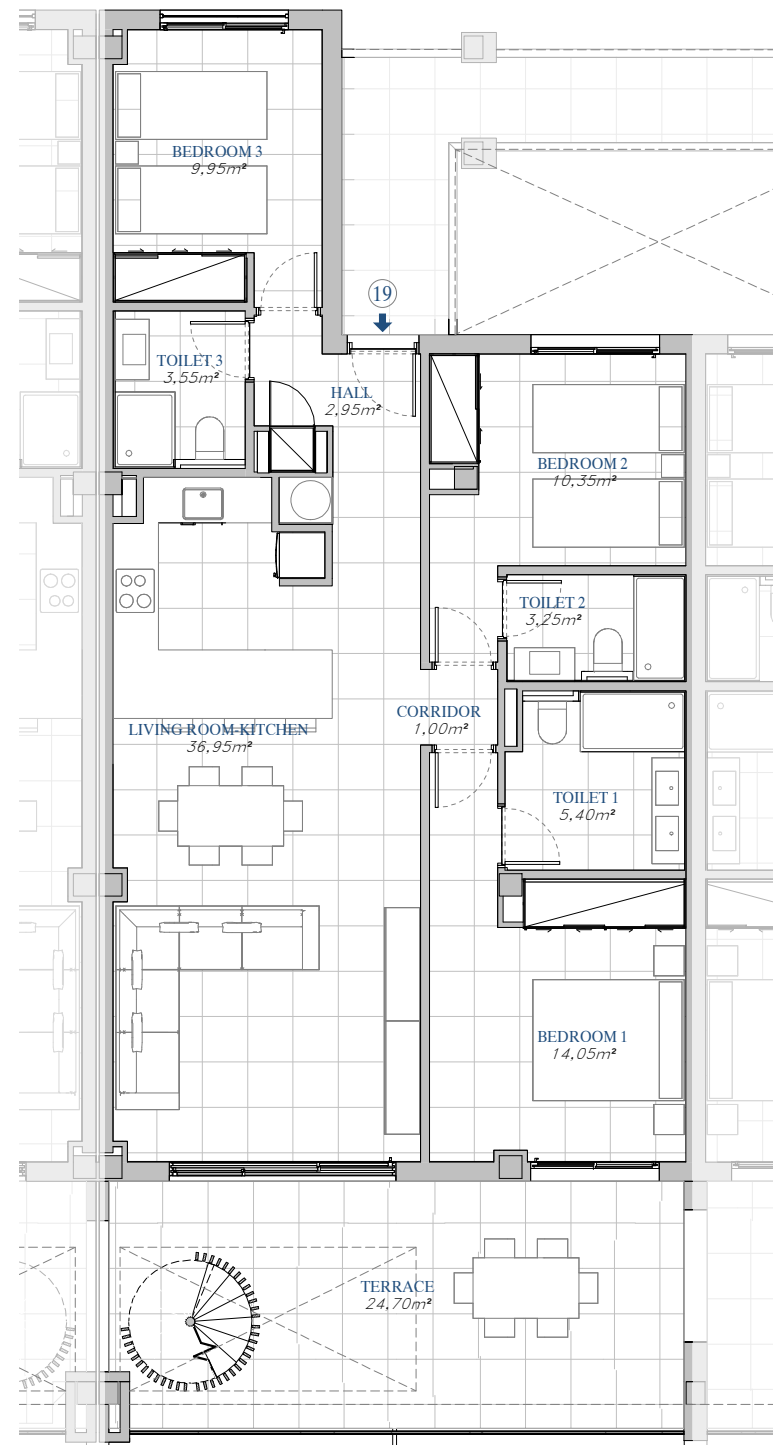 BEDROOM 3
9,95m²
19
TOILET 3
3,55m²
HALL
2,95m²
BEDROOM 2
10,35m²
TOILET 2
3,25m²
CORRIDOR
1,00m²
LIVING ROOM-KITCHEN
36,95m²
TOILET 1
5,40m²
BEDROOM 1
14,05m²
TERRACE
24,70m²